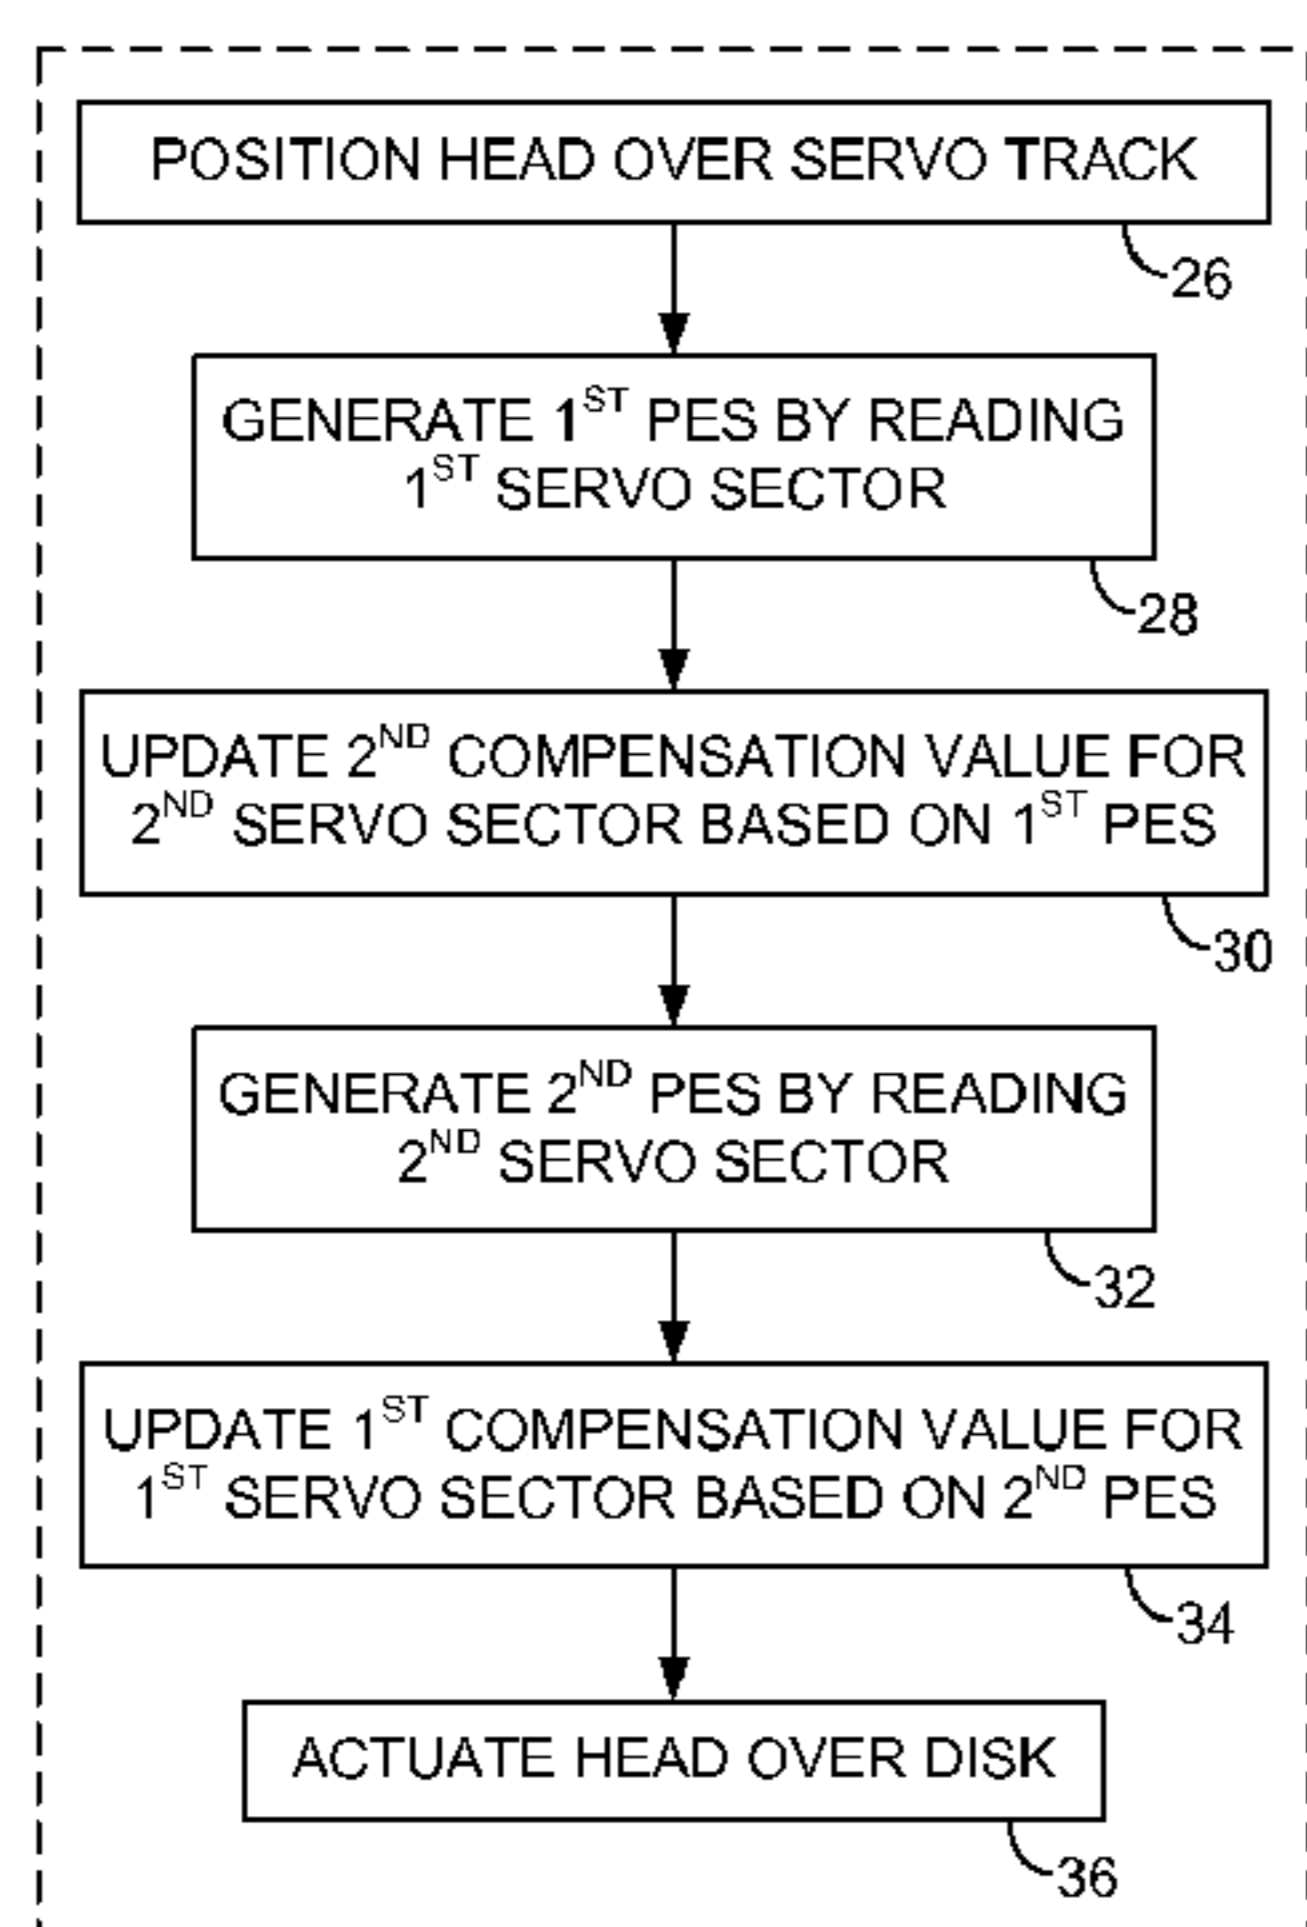 POSITION HEAD OVER SERVO TRACK
26
GENERATE 1ST PES BY READING
1ST SERVO SECTOR
28
UPDATE 2ND COMPENSATION VALUE FOR
2ND SERVO SECTOR BASED ON 1ST PES
30
GENERATE 2ND PES BY READING
2ND SERVO SECTOR
32
UPDATE 1ST COMPENSATION VALUE FOR
1ST SERVO SECTOR BASED ON 2ND PES
34
ACTUATE HEAD OVER DISK
36